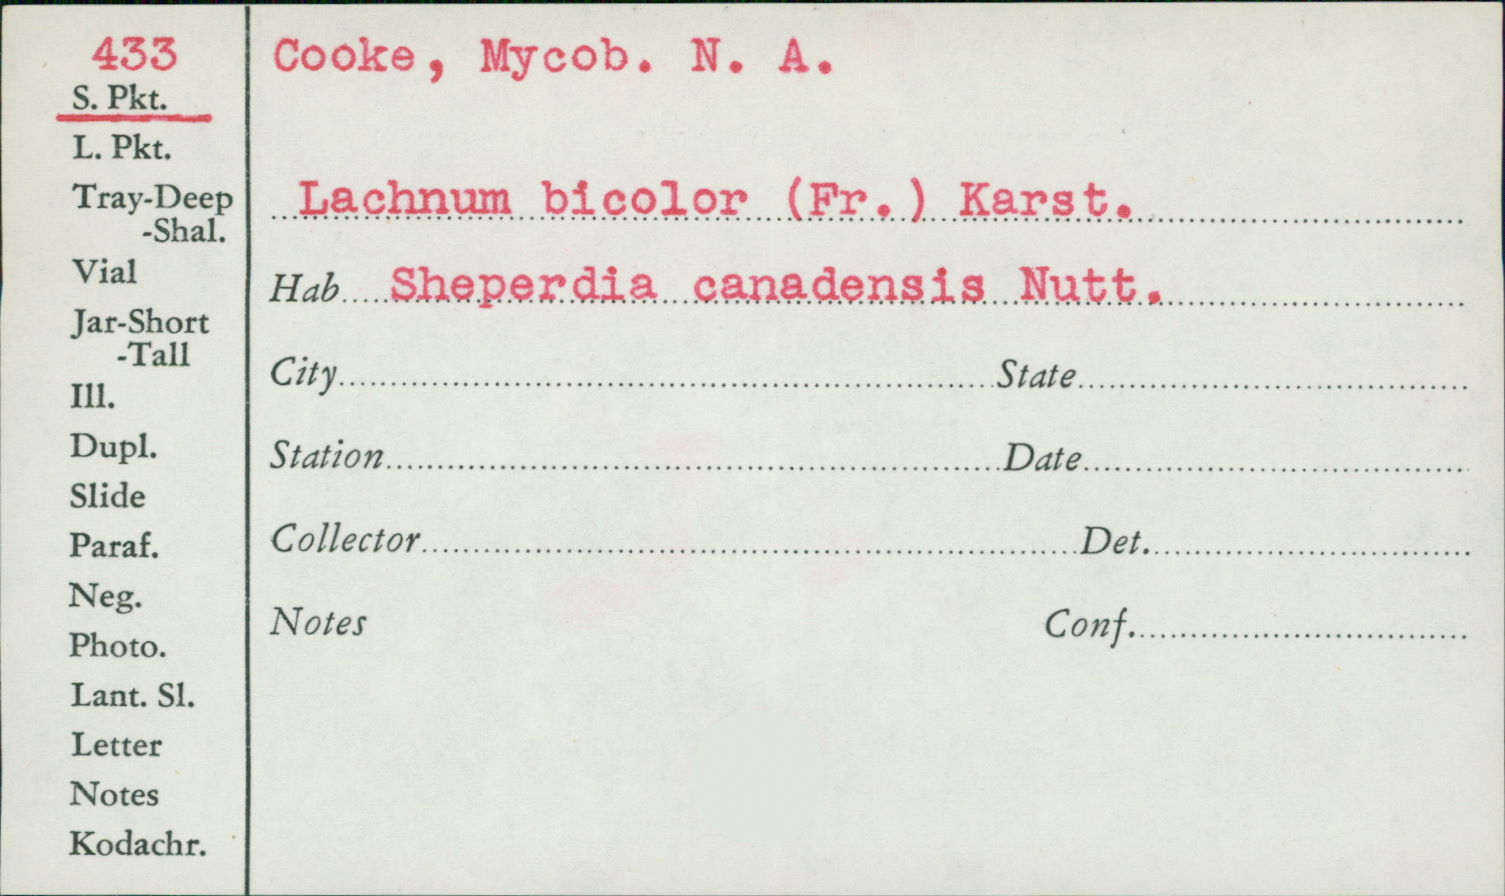 433
S. Pkt.
L. Pkt.
Tray-Deep
-Shal.
Vial
Jar-Short
-Tall
Ill.
Dupl.
Slide
Paraf.
Neg.
Photo.
Lant. Sl.
Letter
Notes
Kodachr.
Cooke, Mycob. N. A.
Lachnum bicolor (Fr.) Karst.
Hab. Sheperdia canadensis Nutt.
City State
Station Date
Collector Det.
Notes Conf.